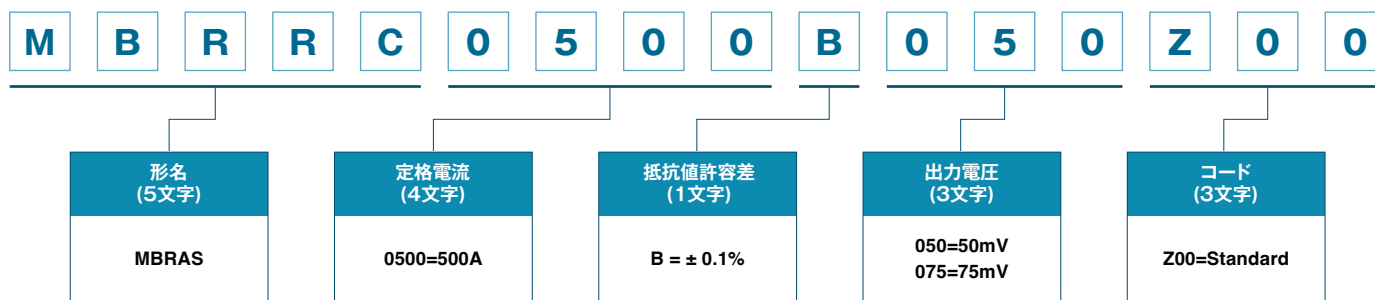 M B R R C 0 5 0 0 B 0 5 0 Z 0 0
形名
(5文字)
MBRAS
定格電流
(4文字)
0500=500A
抵抗値許容差
(1文字)
B = ± 0.1%
出力電圧
(3文字)
050=50mV
075=75mV
コード
(3文字)
Z00=Standard